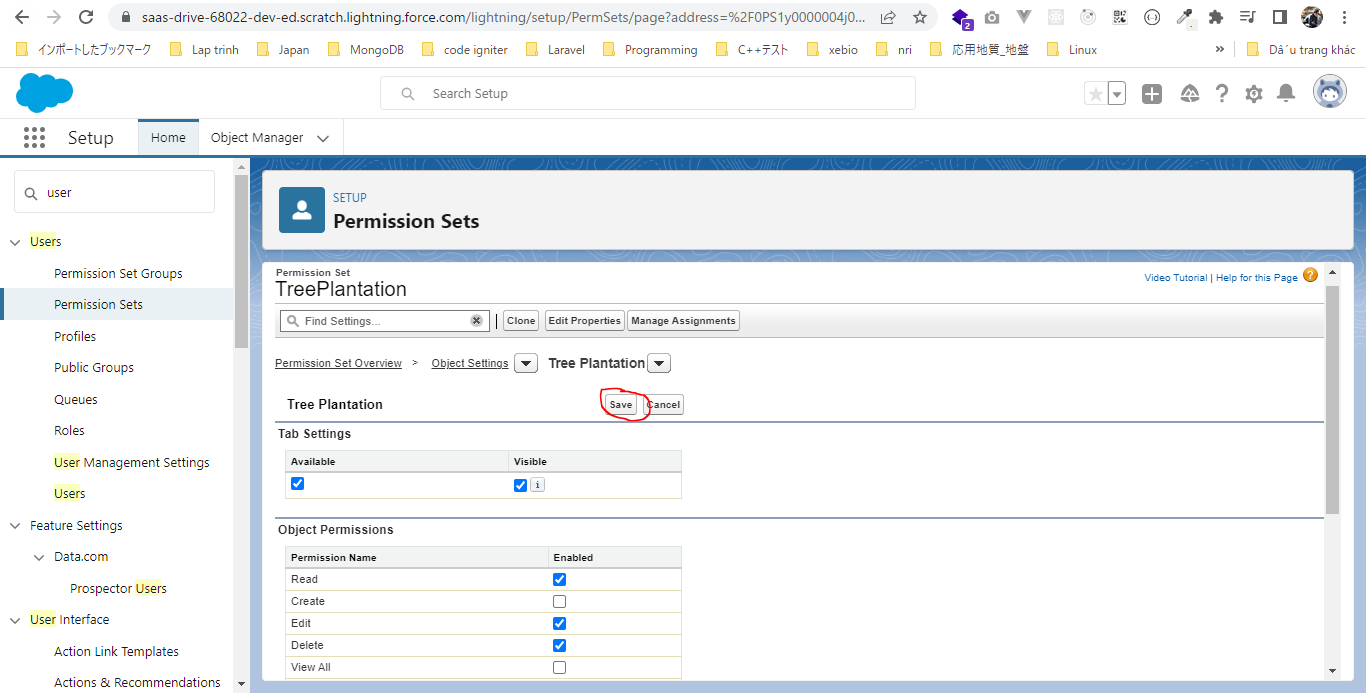 saas-drive-68022-dev-ed.scratch.lightning.force.com/lightning/setup/PermSets/page?address=%2F0PS1y0000004j0...
2
インポートしたブックマーク Lap trinh Japan MongoDB code igniter Laravel Programming C++テスト xebio nri 応用地質_地盤 Linux » Dấu trang khác
Search Setup
Setup Home Object Manager
user
Users
Permission Set Groups
Permission Sets
Profiles
Public Groups
Queues
Roles
User Management Settings
Users
Feature Settings
Data.com
Prospector Users
User Interface
Action Link Templates
Actions & Recommendations
SETUP
Permission Sets
Permission Set
TreePlantation
Video Tutorial | Help for this Page ?
Find Settings... Clone Edit Properties Manage Assignments
Permission Set Overview > Object Settings Tree Plantation
Tree Plantation Save Cancel
Tab Settings
Available Visible
i
Object Permissions
Permission Name Enabled
Read
Create
Edit
Delete
View All